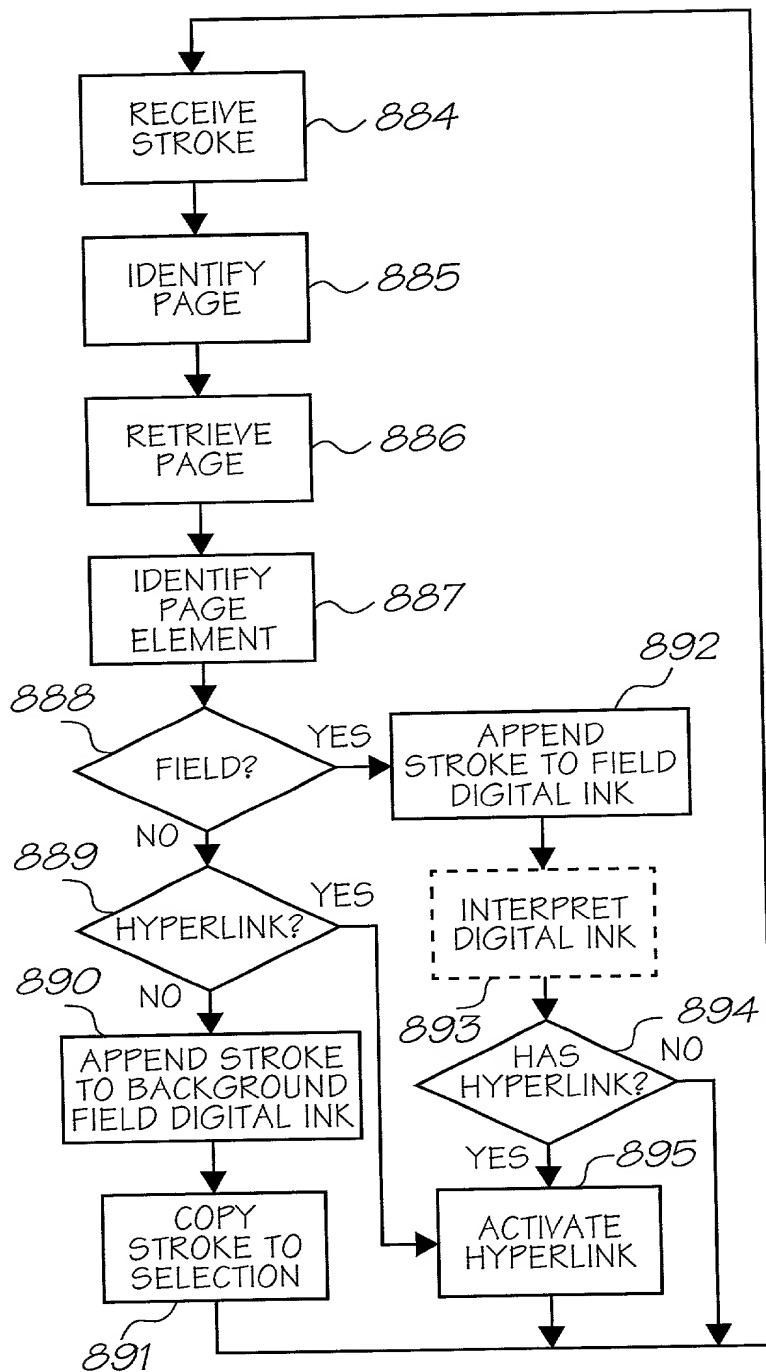 RECEIVE
STROKE
884
IDENTIFY
PAGE
885
RETRIEVE
PAGE
886
IDENTIFY
PAGE
ELEMENT
887
888
FIELD?
YES
NO
892
APPEND
STROKE TO FIELD
DIGITAL INK
889
HYPERLINK?
YES
NO
INTERPRET
DIGITAL INK
893
890
APPEND STROKE
TO BACKGROUND
FIELD DIGITAL INK
894
HAS
HYPERLINK?
NO
YES
895
COPY
STROKE TO
SELECTION
891
ACTIVATE
HYPERLINK